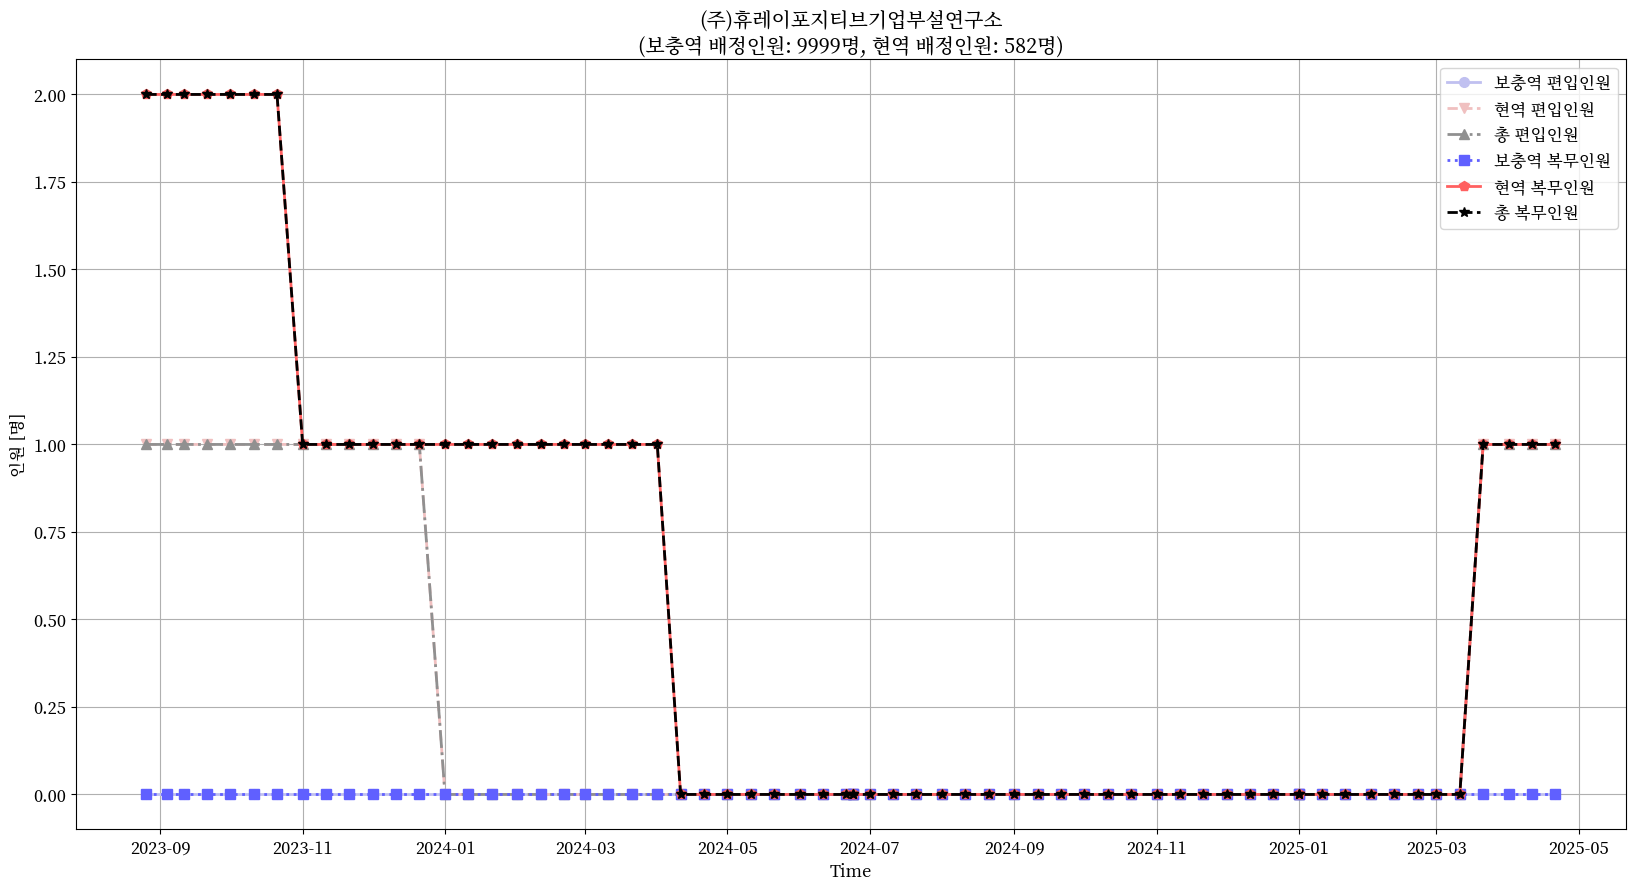 (주)휴레이포지티브기업부설연구소
(보충역 배정인원: 9999명, 현역 배정인원: 582명)
보충역 편입인원
현역 편입인원
총 편입인원
보충역 복무인원
현역 복무인원
총 복무인원
인원 [명]
2.00
1.75
1.50
1.25
1.00
0.75
0.50
0.25
0.00
2023-09 2023-11 2024-01 2024-03 2024-05 2024-07 2024-09 2024-11 2025-01 2025-03 2025-05
Time